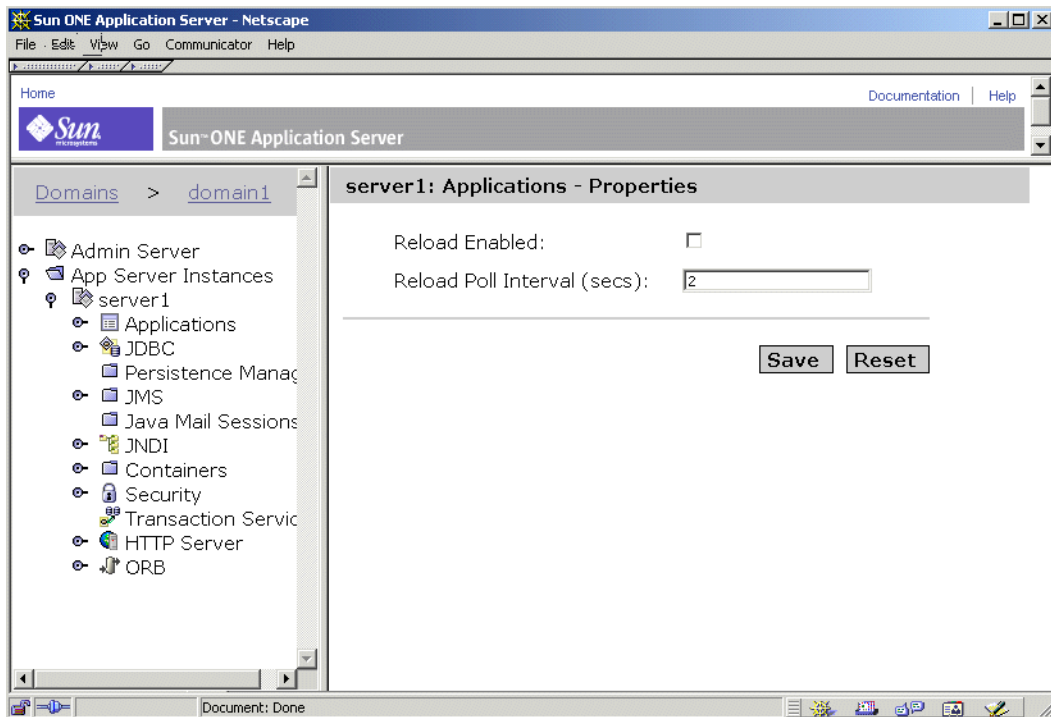 Sun ONE Application Server - Netscape
File Edit View Go Communicator Help
Home
Documentation | Help
Sun
microsystems
Sun™ ONE Application Server
Domains > domain1
server1: Applications - Properties
Admin Server
App Server Instances
server1
Applications
JDBC
Persistence Manag
JMS
Java Mail Sessions
JNDI
Containers
Security
Transaction Servic
HTTP Server
ORB
Reload Enabled:
Reload Poll Interval (secs): 2
Save Reset
Document: Done